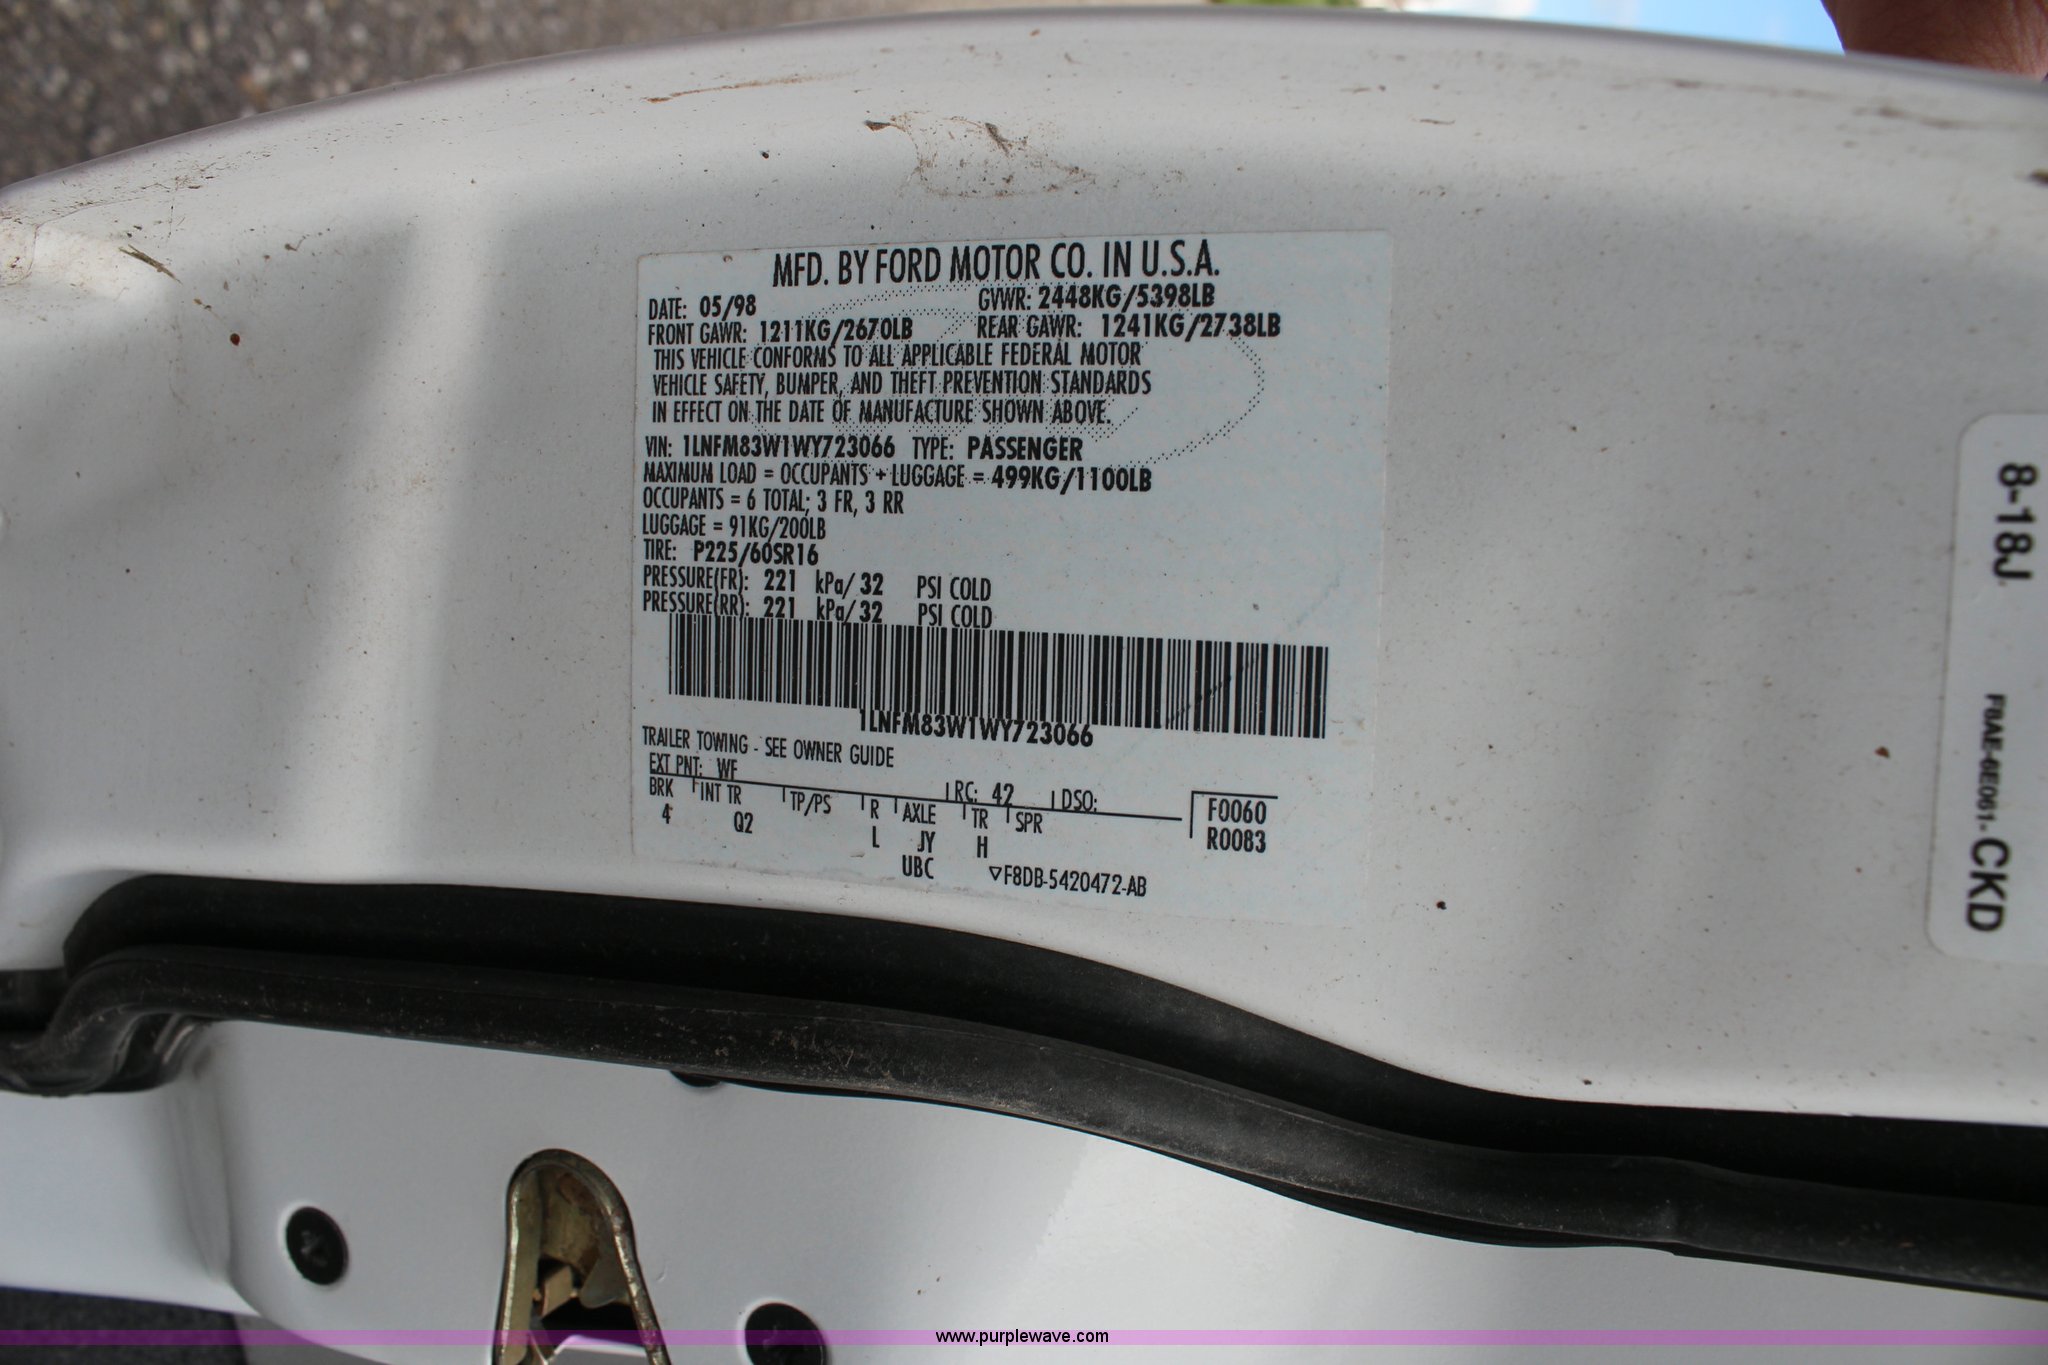 MFD. BY FORD MOTOR CO. IN U.S.A.
DATE: 05/98 GVWR: 2448KG/5398LB
FRONT GAWR: 1211KG/2670LB REAR GAWR: 1241KG/2738LB
THIS VEHICLE CONFORMS TO ALL APPLICABLE FEDERAL MOTOR
VEHICLE SAFETY, BUMPER, AND THEFT PREVENTION STANDARDS
IN EFFECT ON THE DATE OF MANUFACTURE SHOWN ABOVE.
VIN: 1LNFM83W1WY723066 TYPE: PASSENGER
MAXIMUM LOAD = OCCUPANTS + LUGGAGE = 499KG/1100LB
OCCUPANTS = 6 TOTAL; 3 FR, 3 RR
LUGGAGE = 91KG/200LB
TIRE: P225/60SR16
PRESSURE(FR): 221 kPa/ 32 PSI COLD
PRESSURE(RR): 221 kPa/ 32 PSI COLD
1LNFM83W1WY723066
TRAILER TOWING - SEE OWNER GUIDE
EXT PNT: WF RC: 42 DSO:
BRK INT TR TP/PS R AXLE TR SPR F0060
4 Q2 L JY H R0083
UBC ▽F8DB-5420472-AB
8-18J
F8AE-6E061-CKD
www.purplewave.com